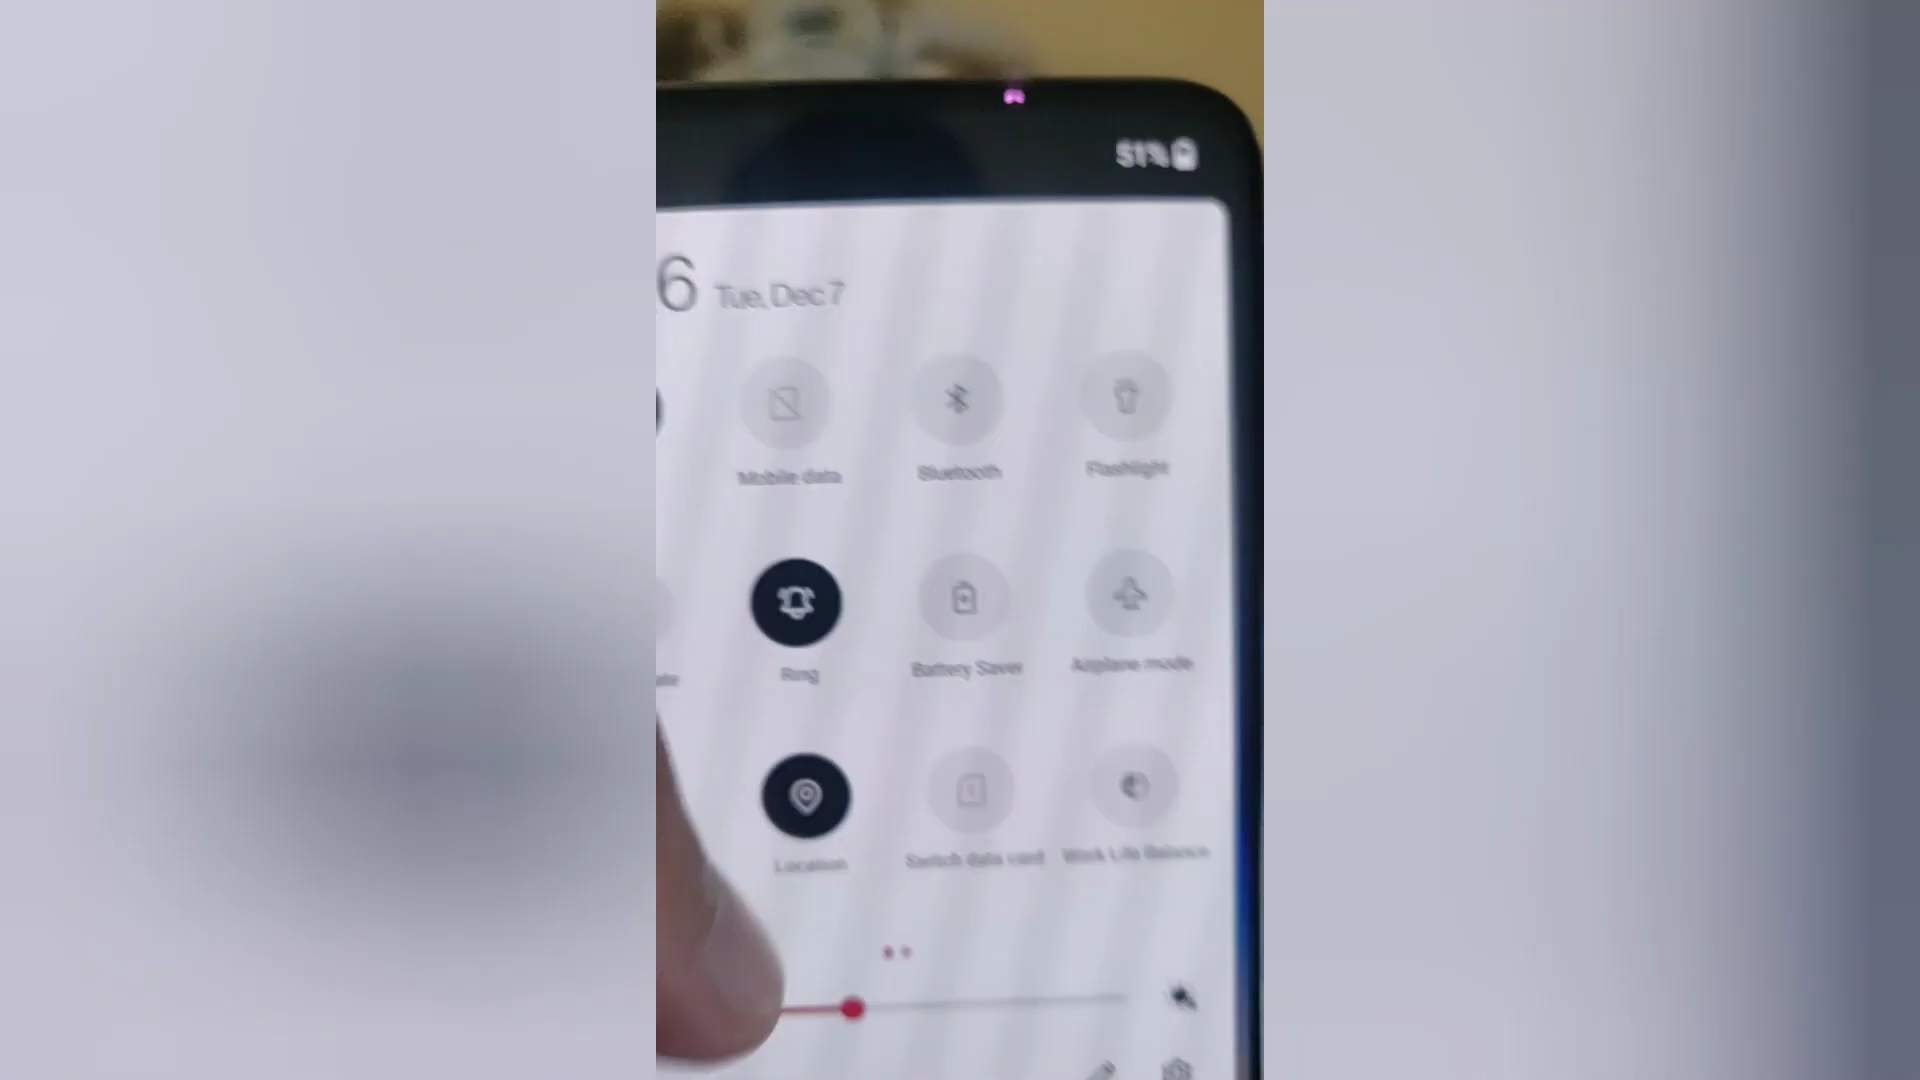 51%
6 Tue, Dec 7
Mobile data Bluetooth Flashlight
ate Ring Battery Saver Airplane mode
Location Switch data card Work Life Balance